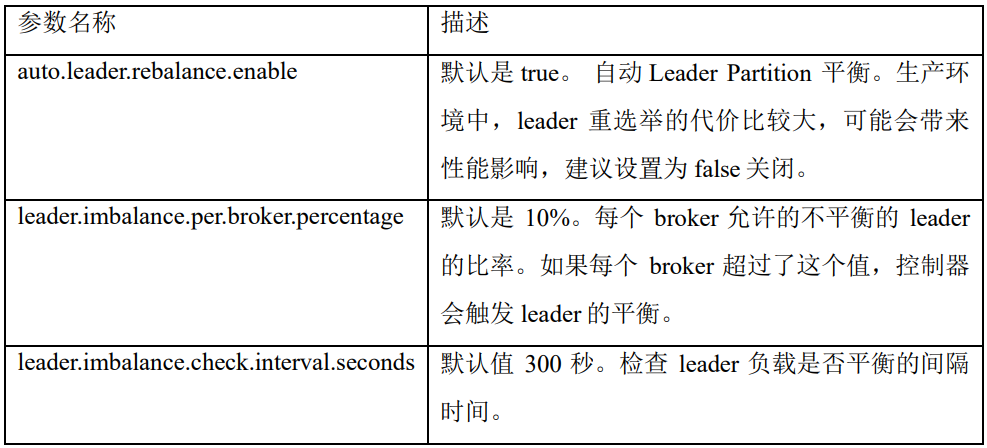 参数名称
描述
auto.leader.rebalance.enable
默认是 true。 自动 Leader Partition 平衡。生产环
境中，leader 重选举的代价比较大，可能会带来
性能影响，建议设置为 false 关闭。
leader.imbalance.per.broker.percentage
默认是 10%。每个 broker 允许的不平衡的 leader
的比率。如果每个 broker 超过了这个值，控制器
会触发 leader 的平衡。
leader.imbalance.check.interval.seconds
默认值 300 秒。检查 leader 负载是否平衡的间隔
时间。